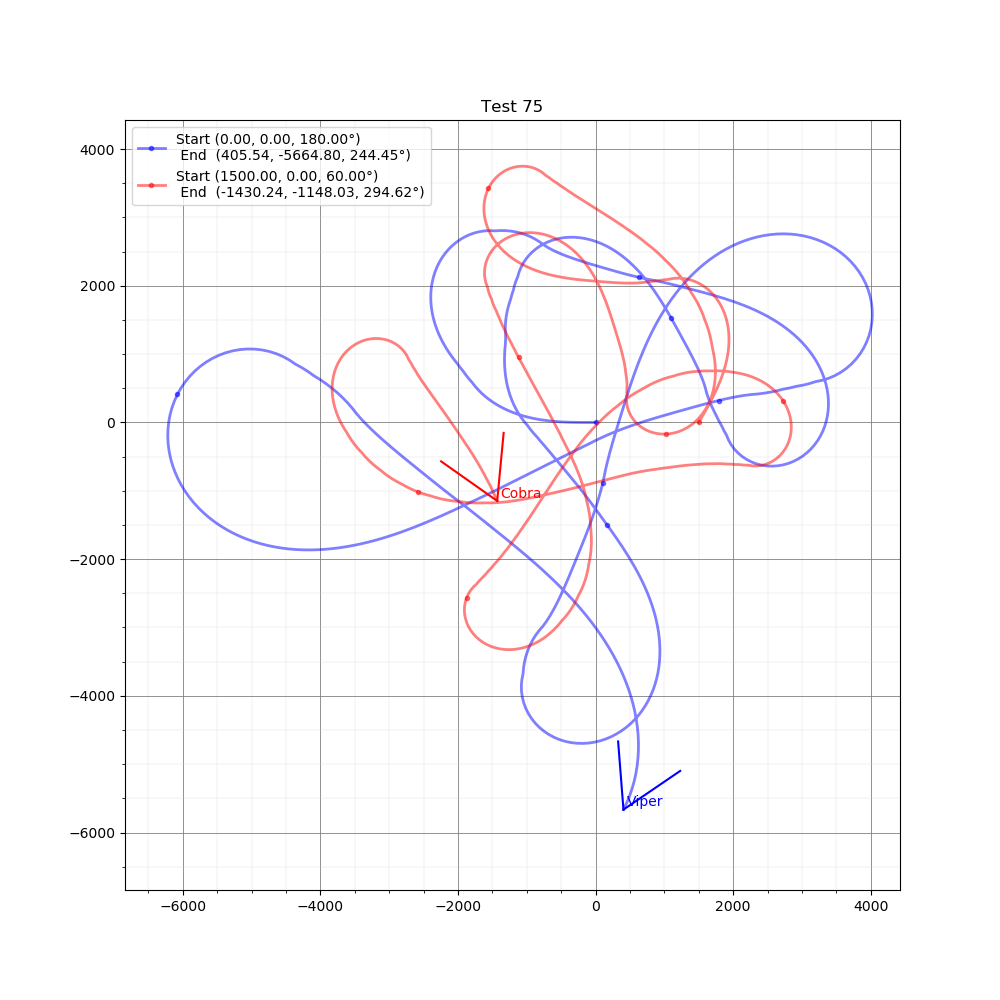 Test 75
Start (0.00, 0.00, 180.00°)
End  (405.54, -5664.80, 244.45°)
Start (1500.00, 0.00, 60.00°)
End  (-1430.24, -1148.03, 294.62°)
4000
2000
0
−2000
−4000
−6000
Cobra
Viper
−6000 −4000 −2000 0 2000 4000